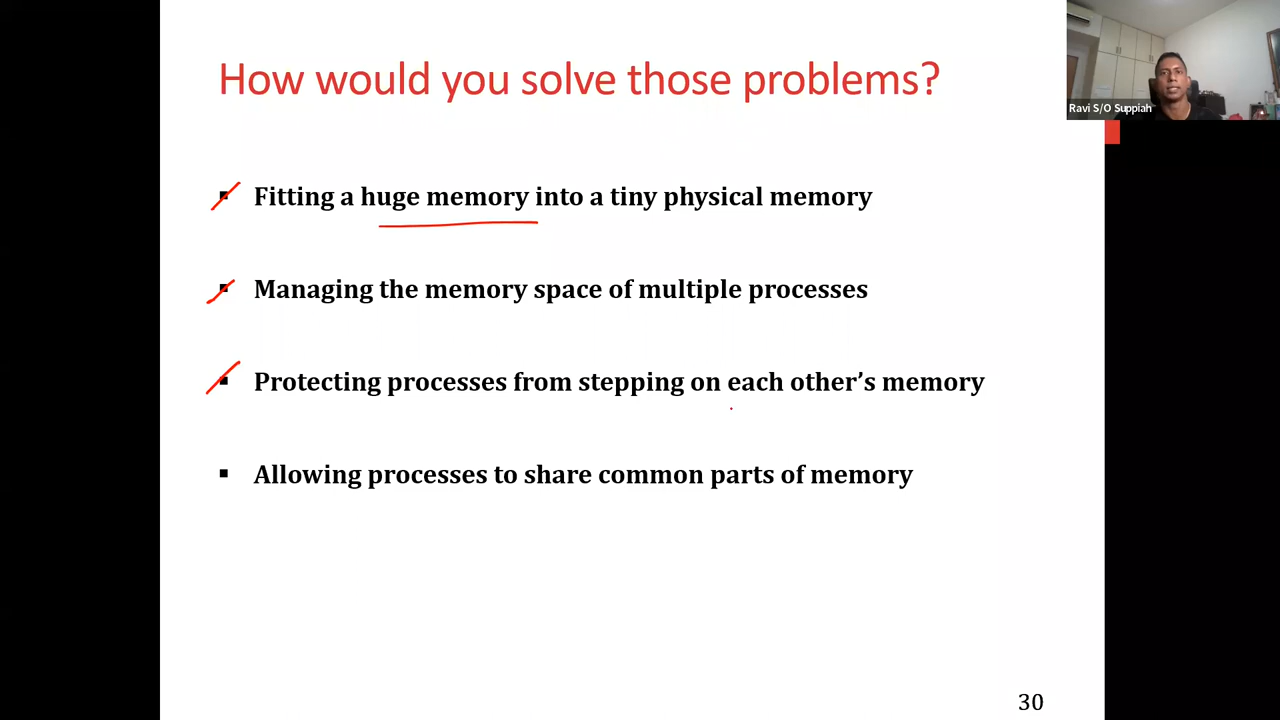 How would you solve those problems?
Ravi S/O Suppiah
▪ Fitting a huge memory into a tiny physical memory
▪ Managing the memory space of multiple processes
▪ Protecting processes from stepping on each other’s memory
▪ Allowing processes to share common parts of memory
30